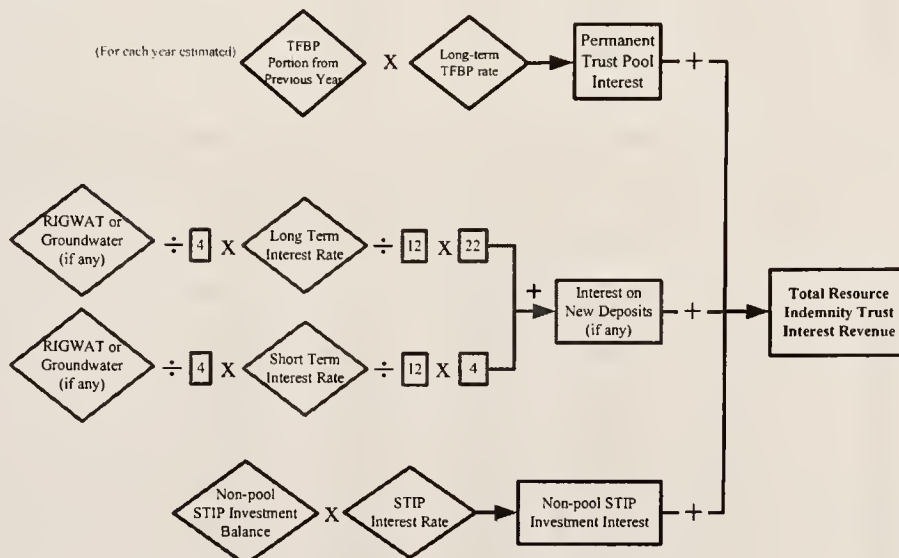 (For each year estimated)
TFBP
Portion from
Previous Year
X
Long-term
TFBP rate
Permanent
Trust Pool
Interest
+
RIGWAT or
Groundwater
(if any)
÷ 4 X
Long Term
Interest Rate
÷ 12 X 22
RIGWAT or
Groundwater
(if any)
÷ 4 X
Short Term
Interest Rate
÷ 12 X 4
+
Interest on
New Deposits
(if any)
+
Total Resource
Indemnity Trust
Interest Revenue
Non-pool
STIP Investment
Balance
X
STIP
Interest Rate
Non-pool STIP
Investment Interest
+